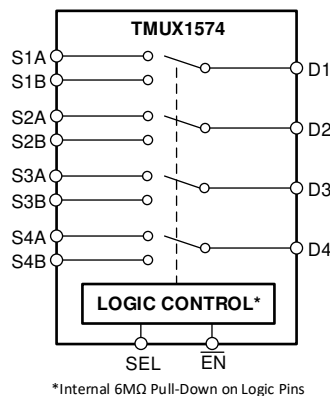 TMUX1574
S1A
S1B
D1
S2A
S2B
D2
S3A
S3B
D3
S4A
S4B
D4
LOGIC CONTROL*
SEL
EN
*Internal 6MΩ Pull-Down on Logic Pins